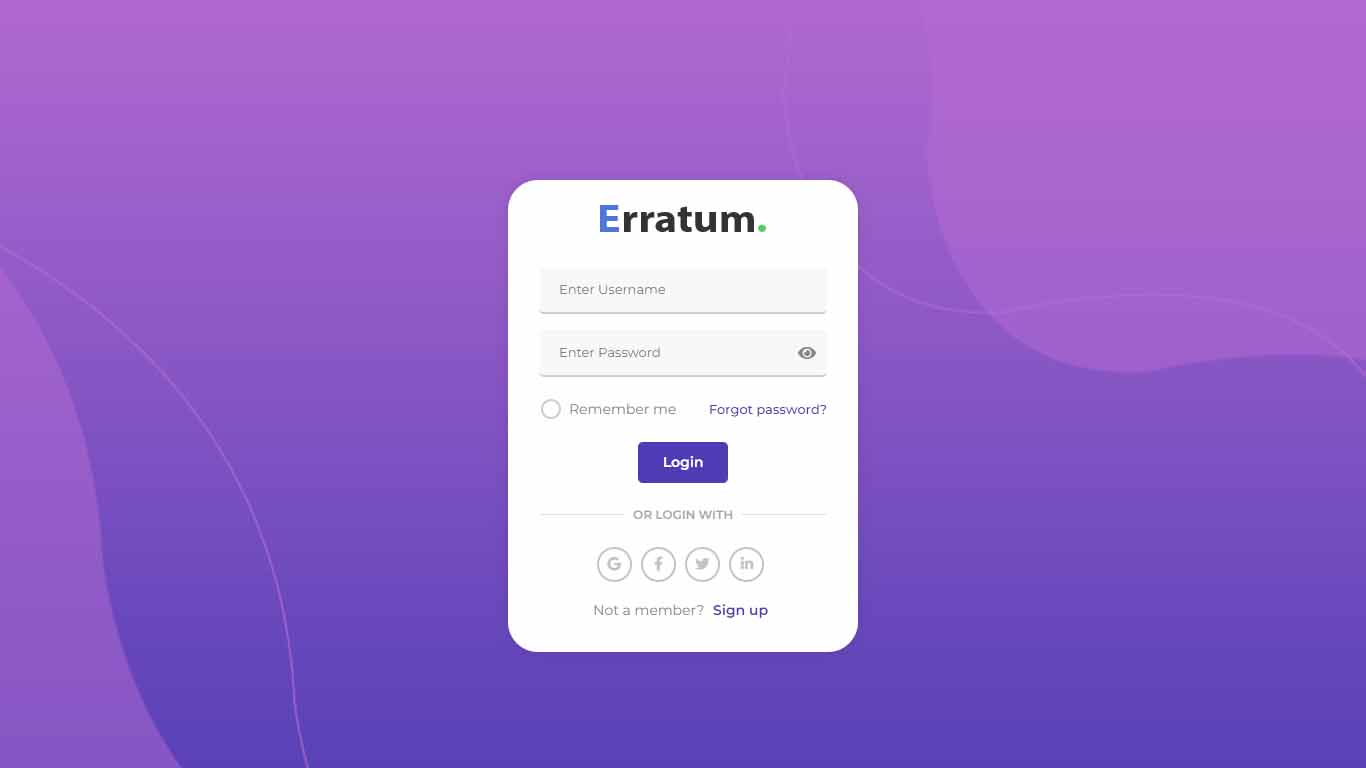 Erratum.
Enter Username
Enter Password
Remember me Forgot password?
Login
OR LOGIN WITH
G f in
Not a member? Sign up